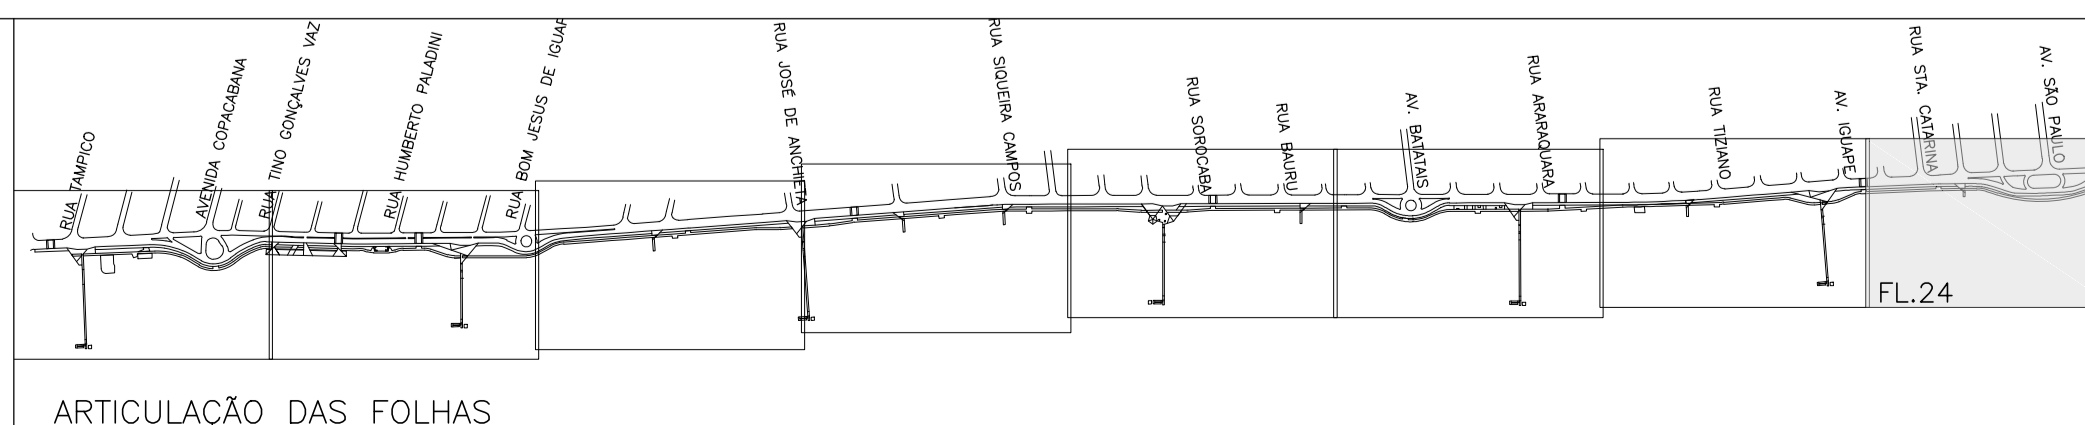 RUA TAMPICO
AVENIDA COPACABANA
RUA TINO GONÇALVES VAZ
RUA HUMBERTO PALADINI
RUA BOM JESUS DE IGUAP
RUA JOSÉ DE ANCHIETA
RUA SIQUEIRA CAMPOS
RUA SOROCABA
RUA BAURU
AV. BATATAIS
RUA ARARAQUARA
RUA TIZIANO
AV. IGUAPE
RUA STA. CATARINA
AV. SÃO PAULO
FL.24
ARTICULAÇÃO DAS FOLHAS